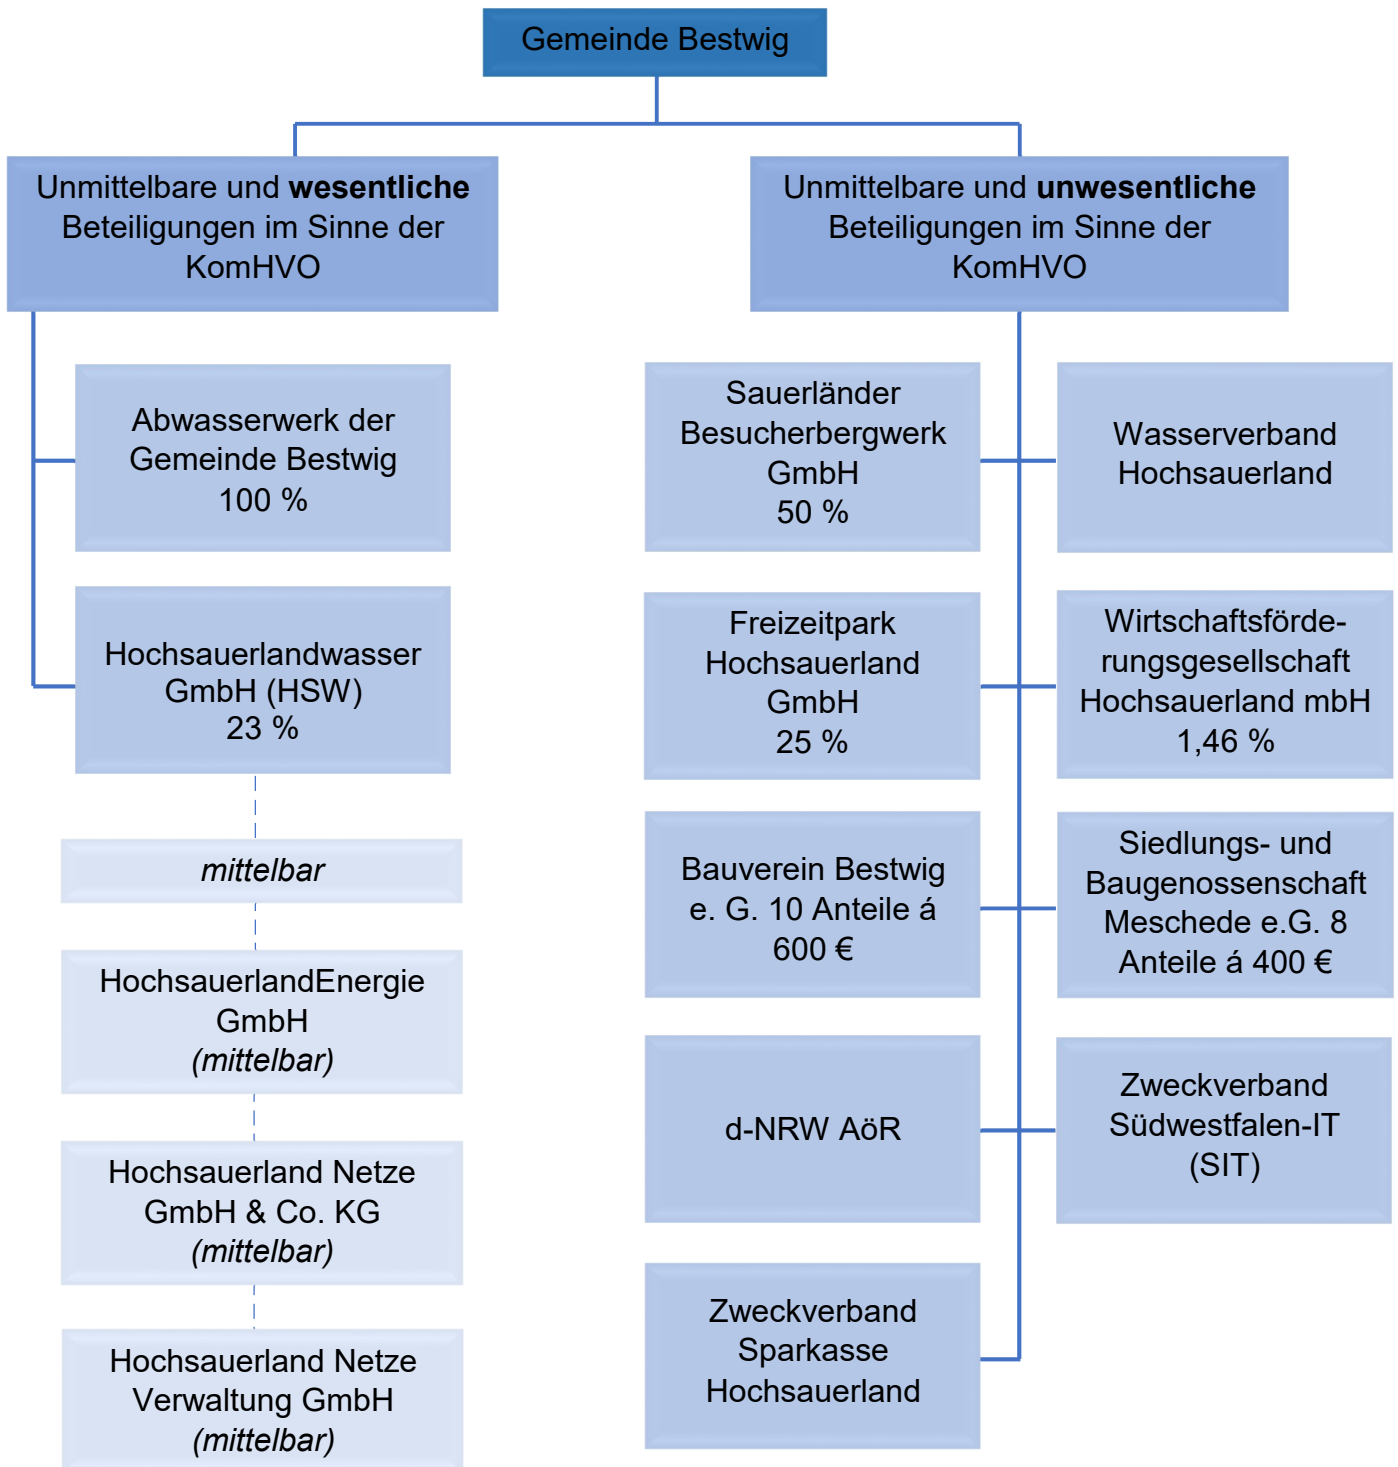 Gemeinde Bestwig
Unmittelbare und wesentliche
Beteiligungen im Sinne der
KomHVO
Abwasserwerk der
Gemeinde Bestwig
100 %
Hochsauerlandwasser
GmbH (HSW)
23 %
mittelbar
HochsauerlandEnergie
GmbH
(mittelbar)
Hochsauerland Netze
GmbH & Co. KG
(mittelbar)
Hochsauerland Netze
Verwaltung GmbH
(mittelbar)
Unmittelbare und unwesentliche
Beteiligungen im Sinne der
KomHVO
Sauerländer
Besucherbergwerk
GmbH
50 %
Wasserverband
Hochsauerland
Freizeitpark
Hochsauerland
GmbH
25 %
Wirtschaftsförde-
rungsgesellschaft
Hochsauerland mbH
1,46 %
Bauverein Bestwig
e. G. 10 Anteile á
600 €
Siedlungs- und
Baugenossenschaft
Meschede e.G. 8
Anteile á 400 €
d-NRW AöR
Zweckverband
Südwestfalen-IT
(SIT)
Zweckverband
Sparkasse
Hochsauerland